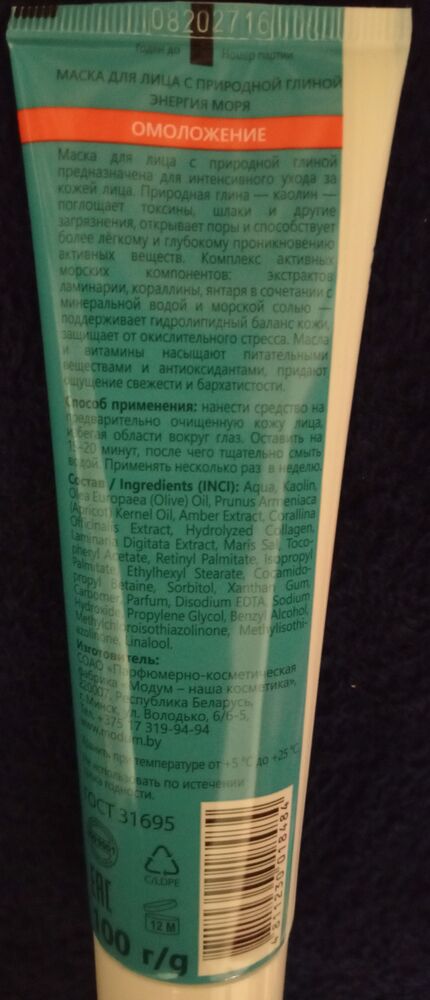 08202716
Годен до Номер партии
МАСКА ДЛЯ ЛИЦА С ПРИРОДНОЙ ГЛИНОЙ
ЭНЕРГИЯ МОРЯ
ОМОЛОЖЕНИЕ
Маска для лица с природной глиной
предназначена для интенсивного ухода за
кожей лица. Природная глина — каолин —
поглощает токсины, шлаки и другие
загрязнения, открывает поры и способствует
более лёгкому и глубокому проникновению
активных веществ. Комплекс активных
морских компонентов: экстрактов
ламинарии, кораллины, янтаря в сочетании с
минеральной водой и морской солью —
поддерживает гидролипидный баланс кожи,
защищает от окислительного стресса. Масла
и витамины насыщают питательными
веществами и антиоксидантами, придают
ощущение свежести и бархатистости.
Способ применения: нанести средство на
предварительно очищенную кожу лица,
избегая области вокруг глаз. Оставить на
15-20 минут, после чего тщательно смыть
водой. Применять несколько раз в неделю.
Состав / Ingredients (INCI): Aqua, Kaolin,
Olea Europaea (Olive) Oil, Prunus Armeniaca
(Apricot) Kernel Oil, Amber Extract, Corallina
Officinalis Extract, Hydrolyzed Collagen,
Laminaria Digitata Extract, Maris Sal, Toco-
pheryl Acetate, Retinyl Palmitate, Isopropyl
Palmitate, Ethylhexyl Stearate, Cocamido-
propyl Betaine, Sorbitol, Xanthan Gum,
Carbomer, Parfum, Disodium EDTA, Sodium
Hydroxide, Propylene Glycol, Benzyl Alcohol,
Methylchloroisothiazolinone, Methylisothi-
azolinone, Linalool.
Изготовитель:
СОАО «Парфюмерно-косметическая
фабрика «Модум – наша косметика»,
220007, Республика Беларусь,
г. Минск, ул. Володько, 6/6-5,
тел. +375 17 319-94-94
www.modum.by
Хранить при температуре от +5 °C до +25 °C.
Не использовать по истечении
срока годности.
ГОСТ 31695
C/LDPE
EAC
12 M
100 г/g
4 811230 018484